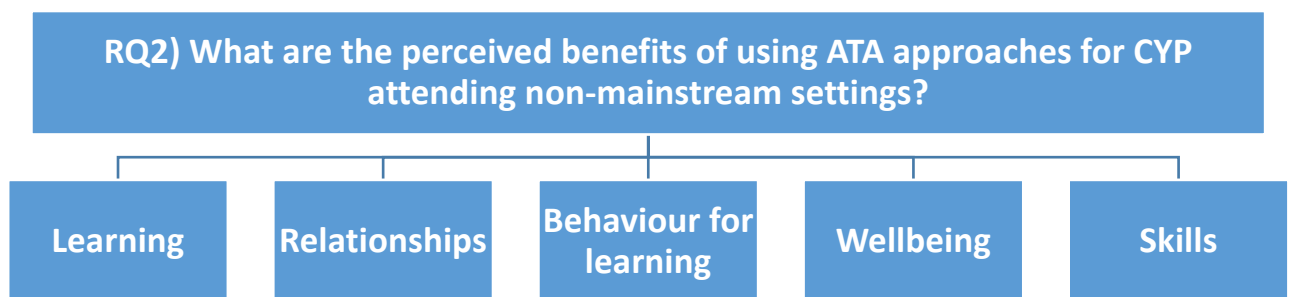 RQ2) What are the perceived benefits of using ATA approaches for CYP
attending non-mainstream settings?
Learning
Relationships
Behaviour for
learning
Wellbeing
Skills